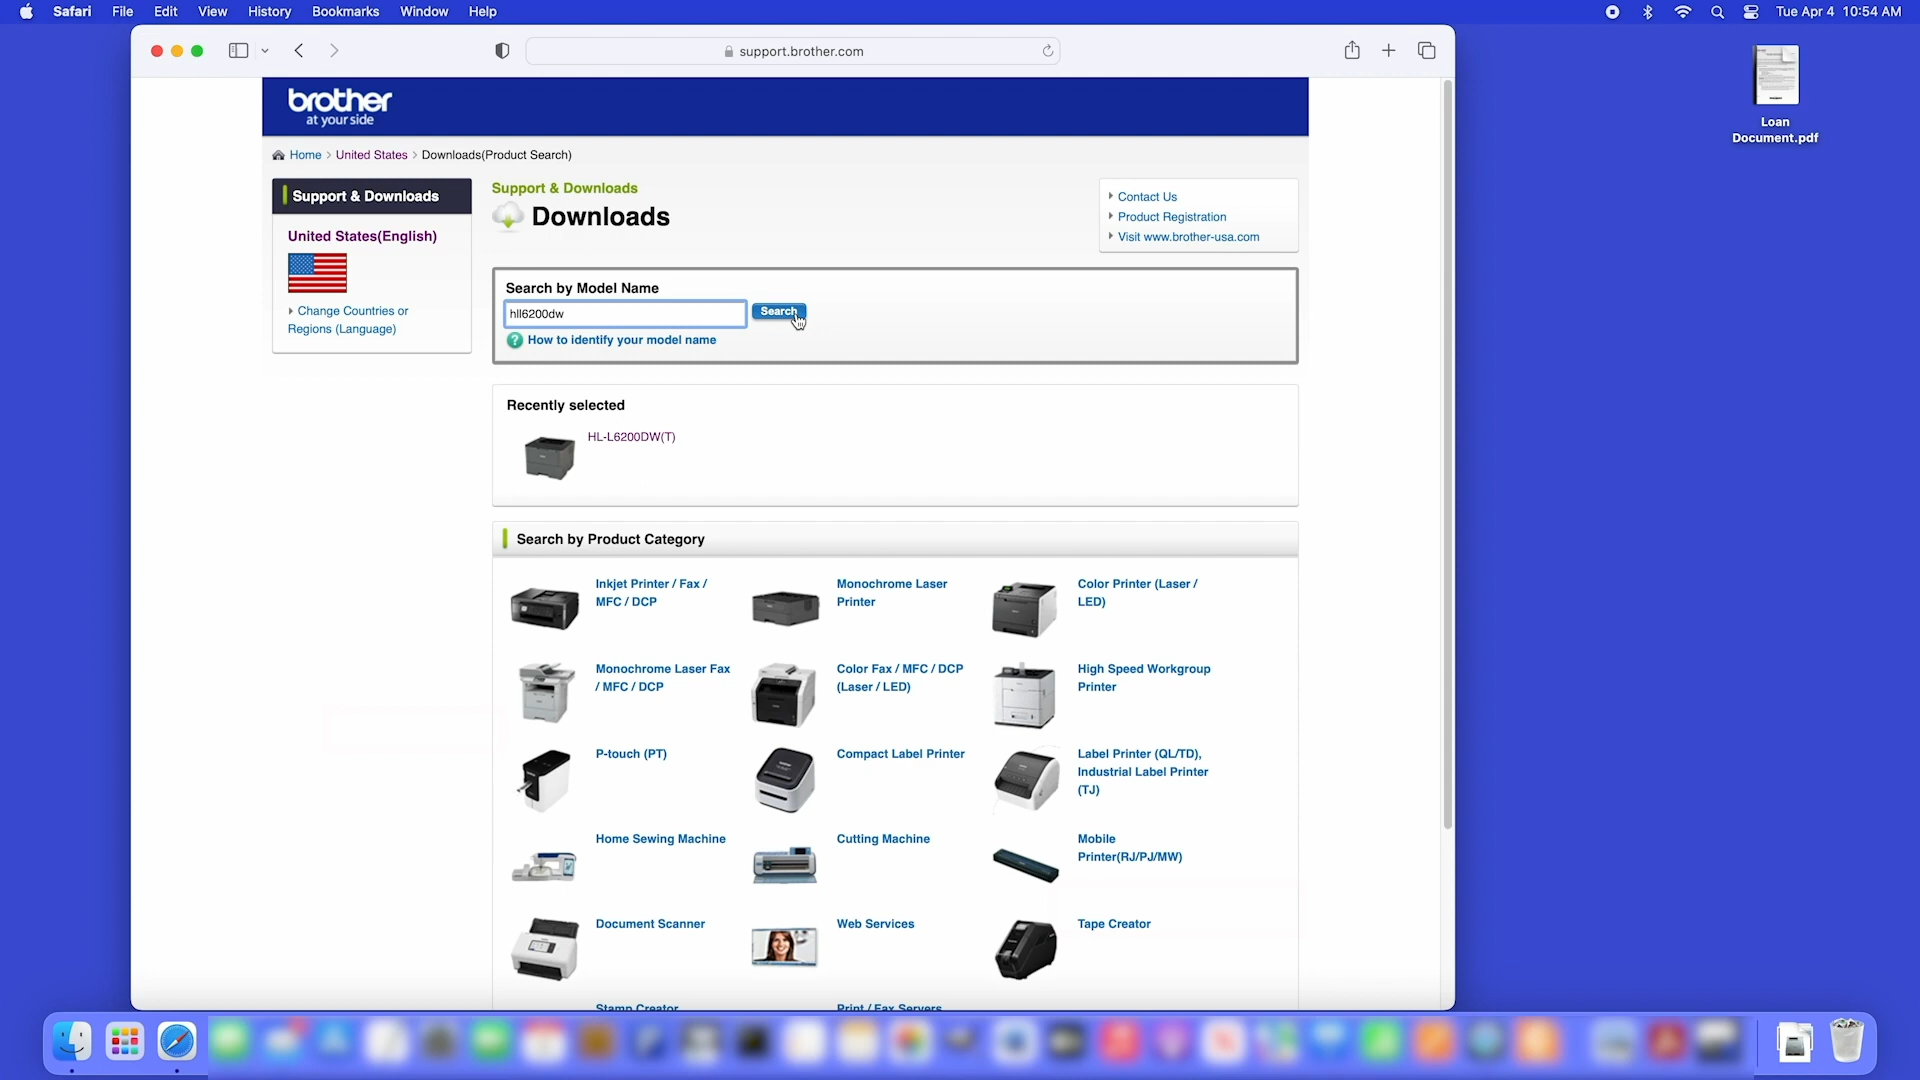 Safari File Edit View History Bookmarks Window Help
Tue Apr 4 10:54 AM
support.brother.com
Loan
Document.pdf
brother
at your side
Home > United States > Downloads(Product Search)
Support & Downloads
United States(English)
Change Countries or
Regions (Language)
Support & Downloads
Downloads
Contact Us
Product Registration
Visit www.brother-usa.com
Search by Model Name
hll6200dw
Search
? How to identify your model name
Recently selected
HL-L6200DW(T)
Search by Product Category
Inkjet Printer / Fax /
MFC / DCP
Monochrome Laser
Printer
Color Printer (Laser /
LED)
Monochrome Laser Fax
/ MFC / DCP
Color Fax / MFC / DCP
(Laser / LED)
High Speed Workgroup
Printer
P-touch (PT)
Compact Label Printer
Label Printer (QL/TD),
Industrial Label Printer
(TJ)
Home Sewing Machine
Cutting Machine
Mobile
Printer(RJ/PJ/MW)
Document Scanner
Web Services
Tape Creator
Stamp Creator
Print / Fax Servers